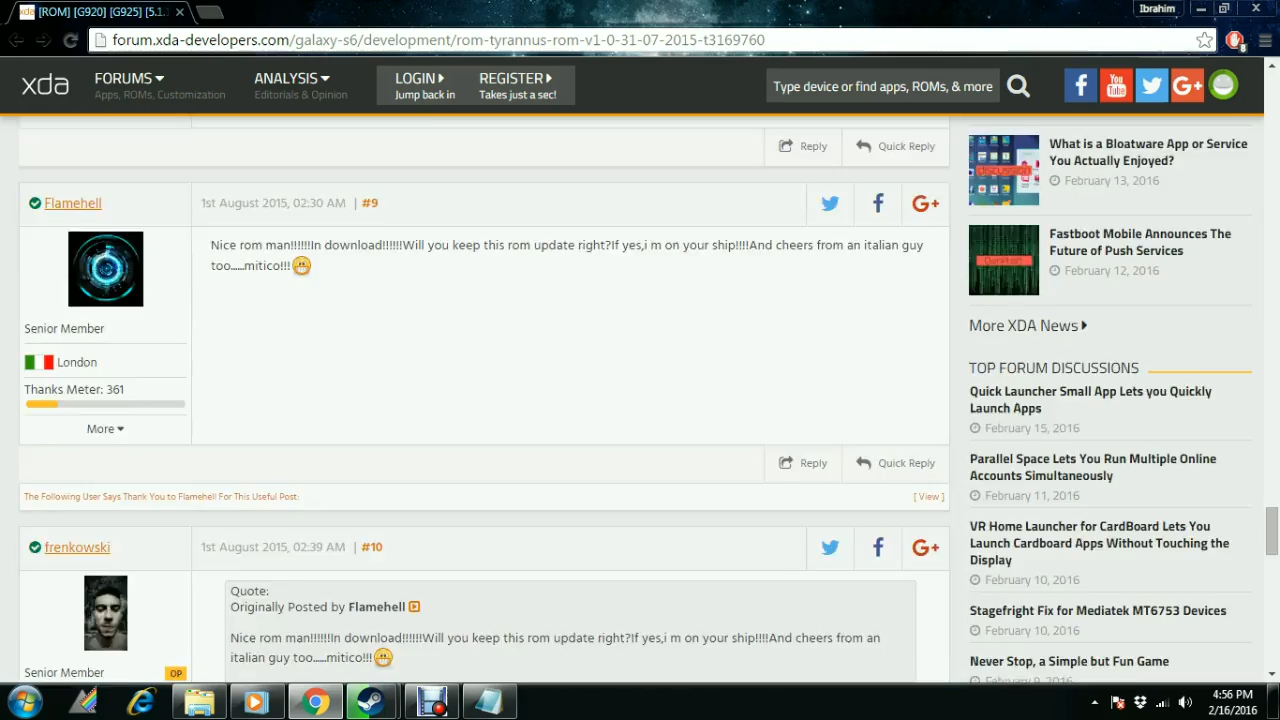 [ROM] [G920] [G925] [5.1.
Ibrahim
forum.xda-developers.com/galaxy-s6/development/rom-tyrannus-rom-v1-0-31-07-2015-t3169760
8
xda
FORUMS
Apps, ROMs, Customization
ANALYSIS
Editorials & Opinion
LOGIN
Jump back in
REGISTER
Takes just a sec!
Type device or find apps, ROMs, & more
You Tube
G+
Reply
Quick Reply
Flamehell
1st August 2015, 02:30 AM | #9
G+
Nice rom man!!!!!!In download!!!!!!Will you keep this rom update right?If yes,i m on your ship!!!!And cheers from an italian guy
too......mitico!!!
Senior Member
London
Thanks Meter: 361
More
Reply
Quick Reply
The Following User Says Thank You to Flamehell For This Useful Post:
[ View ]
frenkowski
1st August 2015, 02:39 AM | #10
G+
Quote:
Originally Posted by Flamehell
Nice rom man!!!!!!In download!!!!!!Will you keep this rom update right?If yes,i m on your ship!!!!And cheers from an
italian guy too......mitico!!!
Senior Member
OP
discussion
What is a Bloatware App or Service
You Actually Enjoyed?
February 13, 2016
Fastboot Mobile Announces The
Future of Push Services
February 12, 2016
More XDA News
TOP FORUM DISCUSSIONS
Quick Launcher Small App Lets you Quickly
Launch Apps
February 15, 2016
Parallel Space Lets You Run Multiple Online
Accounts Simultaneously
February 11, 2016
VR Home Launcher for CardBoard Lets You
Launch Cardboard Apps Without Touching the
Display
February 10, 2016
Stagefright Fix for Mediatek MT6753 Devices
February 10, 2016
Never Stop, a Simple but Fun Game
February 9, 2016
4:56 PM
2/16/2016